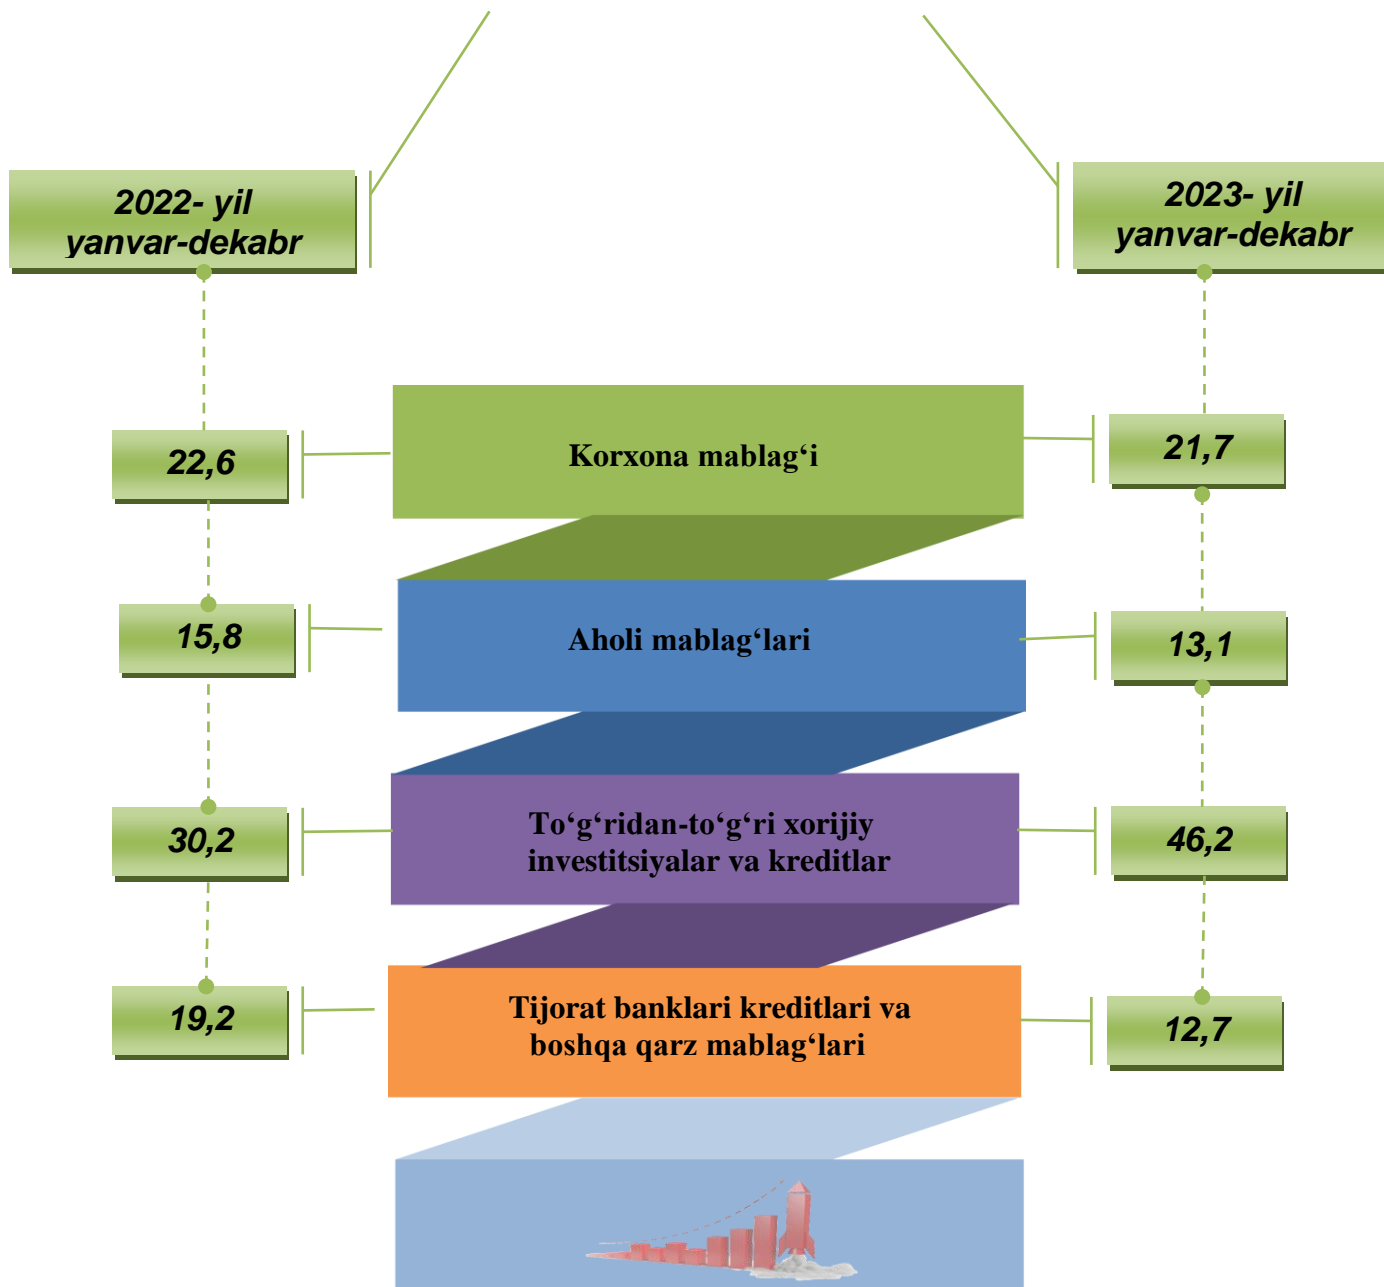 2022- yil
yanvar-dekabr
2023- yil
yanvar-dekabr
22,6
Korxona mablag‘i
21,7
15,8
Aholi mablag‘lari
13,1
30,2
To‘g‘ridan-to‘g‘ri xorijiy
investitsiyalar va kreditlar
46,2
19,2
Tijorat banklari kreditlari va
boshqa qarz mablag‘lari
12,7